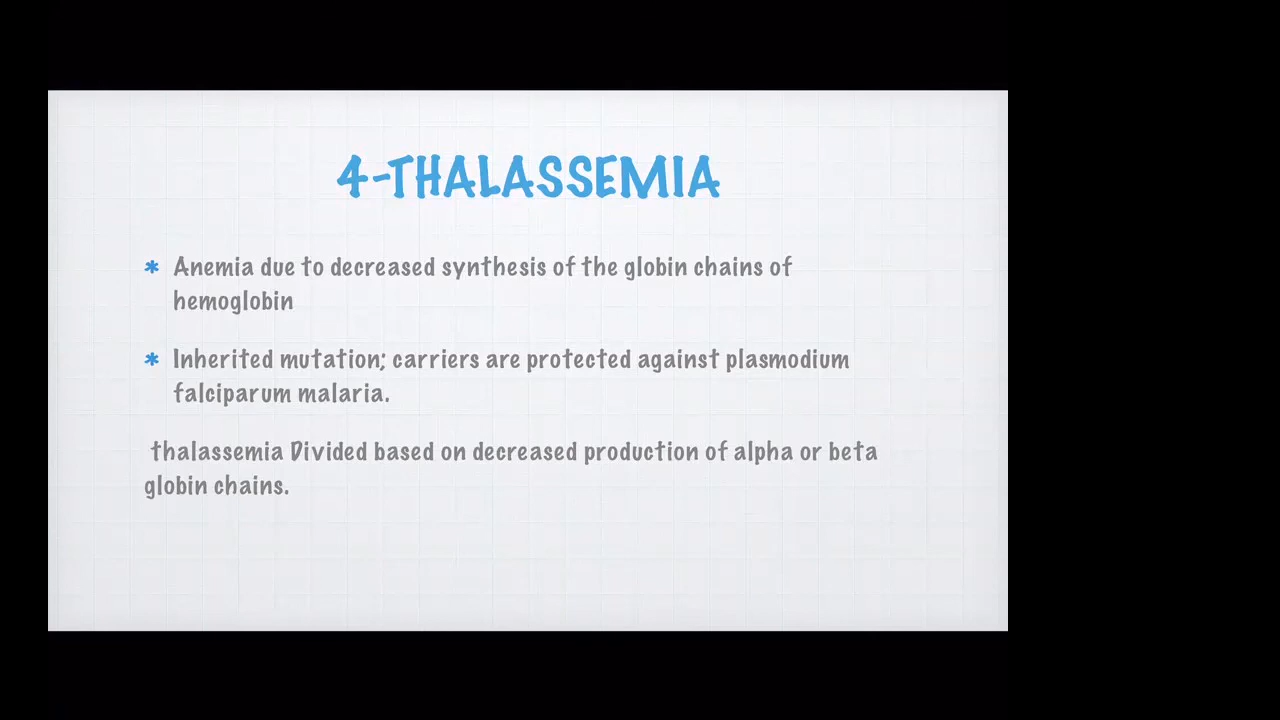 4-THALASSEMIA
* Anemia due to decreased synthesis of the globin chains of
hemoglobin
* Inherited mutation; carriers are protected against plasmodium
falciparum malaria.
thalassemia Divided based on decreased production of alpha or beta
globin chains.